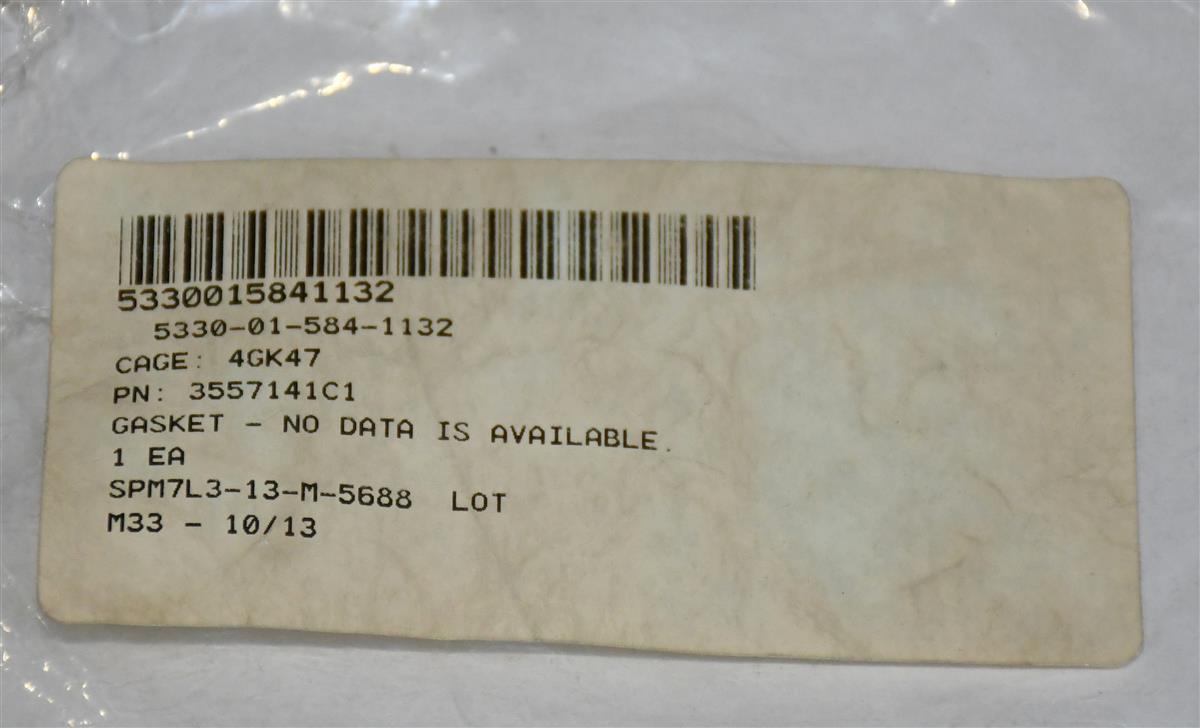 5330015841132
5330-01-584-1132
CAGE: 4GK47
PN: 3557141C1
GASKET - NO DATA IS AVAILABLE.
1 EA
SPM7L3-13-M-5688 LOT
M33 - 10/13